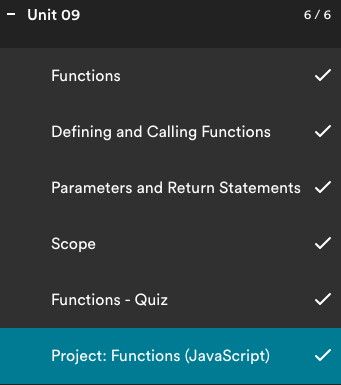 – Unit 09 6 / 6
Functions
Defining and Calling Functions
Parameters and Return Statements
Scope
Functions - Quiz
Project: Functions (JavaScript)